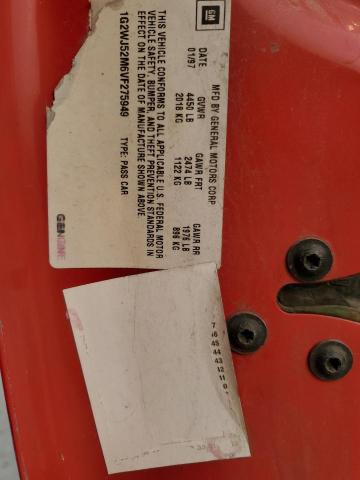 GM
MFD BY GENERAL MOTORS CORP
DATE GVWR GAWR FRT GAWR RR
01/97 4450 LB 2474 LB 1976 LB
2018 KG 1122 KG 896 KG
THIS VEHICLE CONFORMS TO ALL APPLICABLE U.S. FEDERAL MOTOR
VEHICLE SAFETY, BUMPER, AND THEFT PREVENTION STANDARDS IN
EFFECT ON THE DATE OF MANUFACTURE SHOWN ABOVE.
1G2WJ52M6VF275949 TYPE: PASS CAR
GENUINE